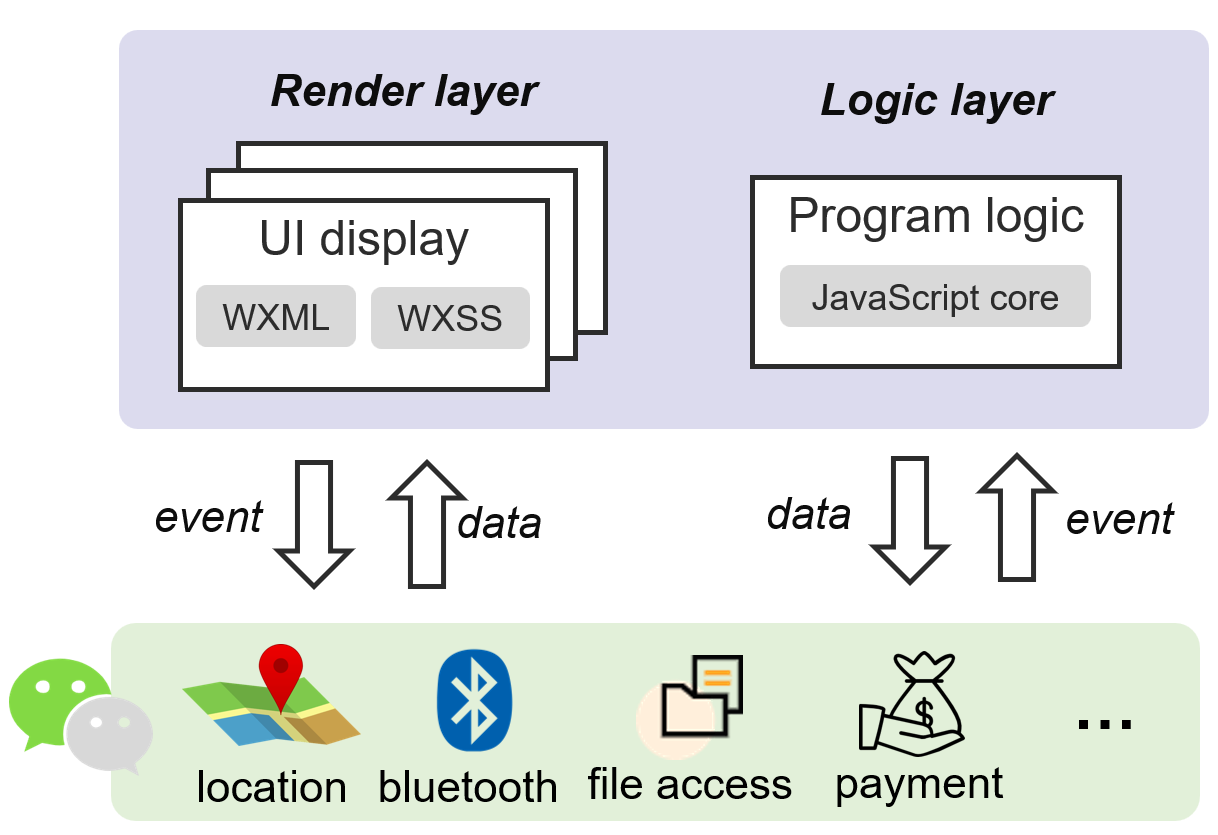 Render layer
Logic layer
UI display
WXML
WXSS
Program logic
JavaScript core
event
data
data
event
location
bluetooth
file access
payment
...